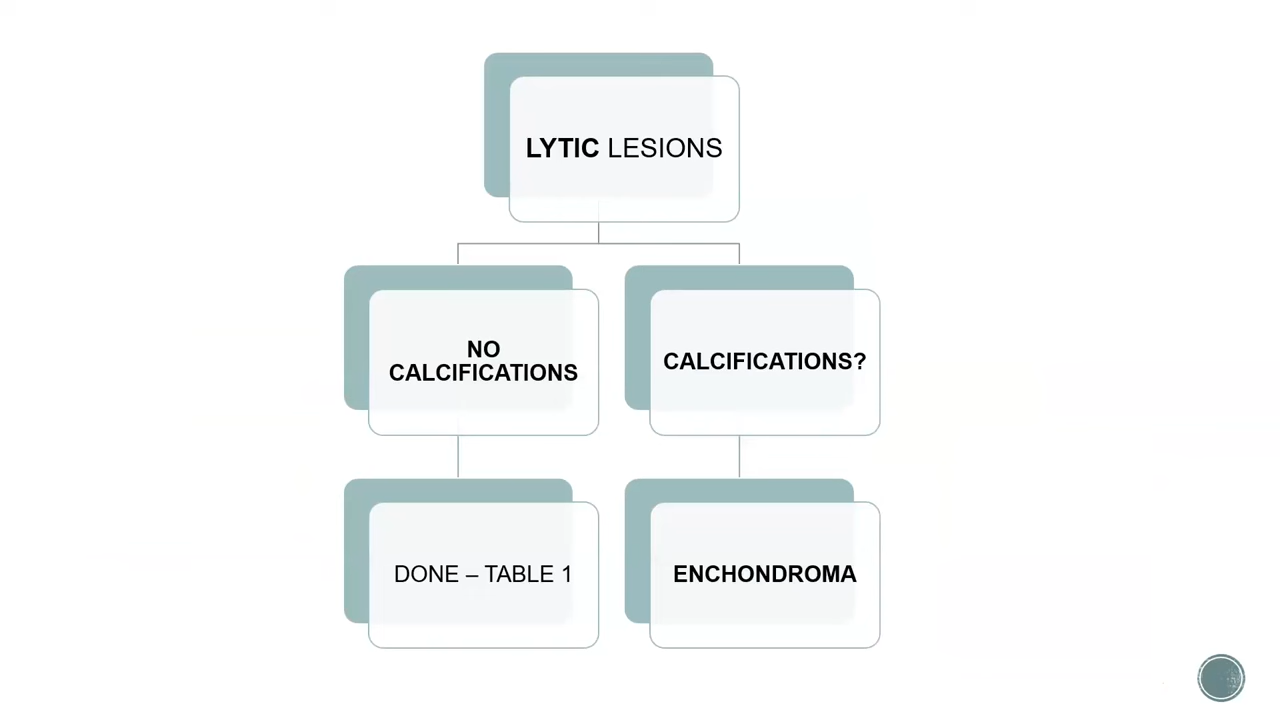 LYTIC LESIONS
NO
CALCIFICATIONS
CALCIFICATIONS?
DONE – TABLE 1
ENCHONDROMA